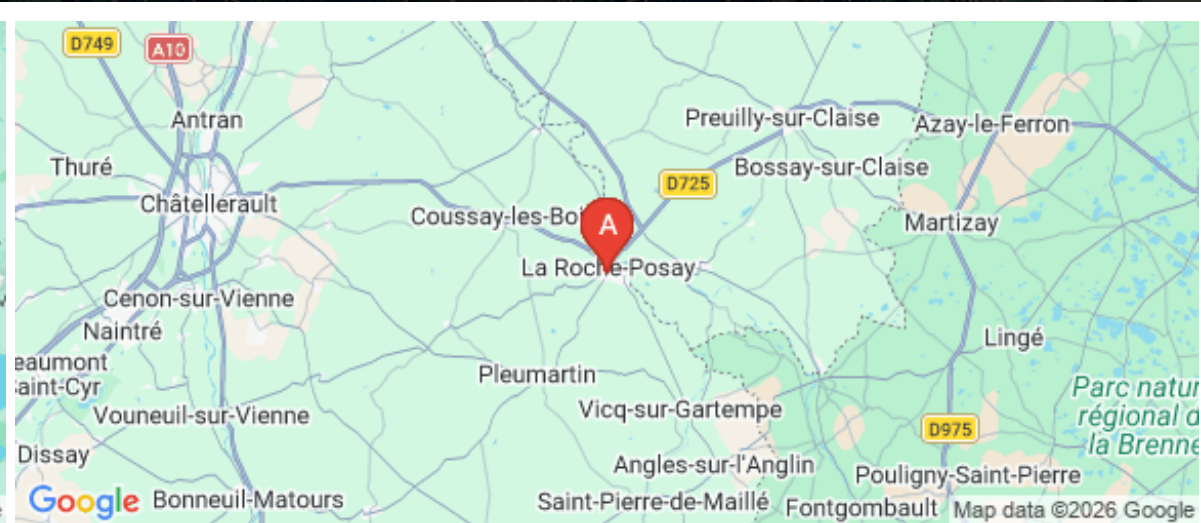 D749
A10
Antran
Preuilly-sur-Claise
Azay-le-Ferron
Thuré
Bossay-sur-Claise
D725
Châtellerault
Coussay-les-Bo
A
Martizay
La Roche-Posay
Cenon-sur-Vienne
Naintré
Lingé
eaumont
Saint-Cyr
Pleumartin
Parc natur
régional d
la Brenne
Vouneuil-sur-Vienne
Vicq-sur-Gartempe
D975
Dissay
Angles-sur-l'Anglin
Pouligny-Saint-Pierre
Google
Bonneuil-Matours
Saint-Pierre-de-Maillé
Fontgombault
Map data ©2026 Google